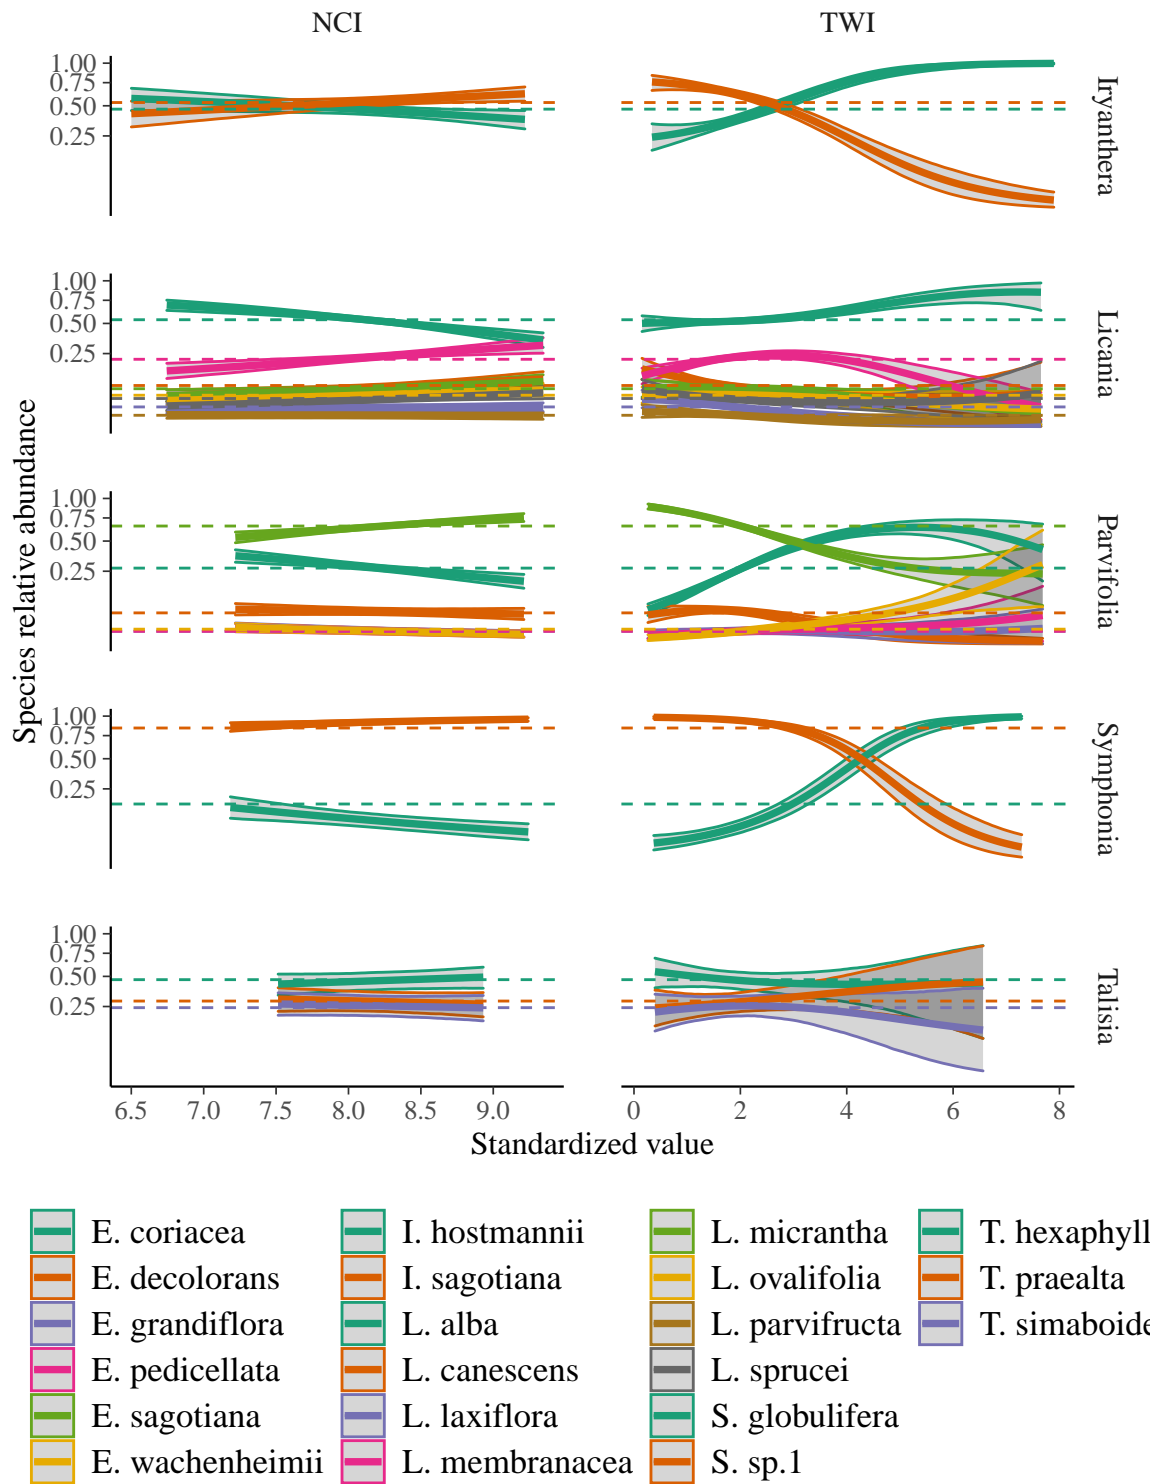 NCI TWI
1.00
0.75
0.50
0.25
Iryanthera
1.00
0.75
0.50
0.25
Licania
1.00
0.75
0.50
0.25
Parvifolia
1.00
0.75
0.50
0.25
Symphonia
1.00
0.75
0.50
0.25
Talisia
Species relative abundance
6.5 7.0 7.5 8.0 8.5 9.0 0 2 4 6 8
Standardized value
E. coriacea I. hostmannii L. micrantha T. hexaphyll
E. decolorans I. sagotiana L. ovalifolia T. praealta
E. grandiflora L. alba L. parvifructa T. simaboide
E. pedicellata L. canescens L. sprucei
E. sagotiana L. laxiflora S. globulifera
E. wachenheimii L. membranacea S. sp.1